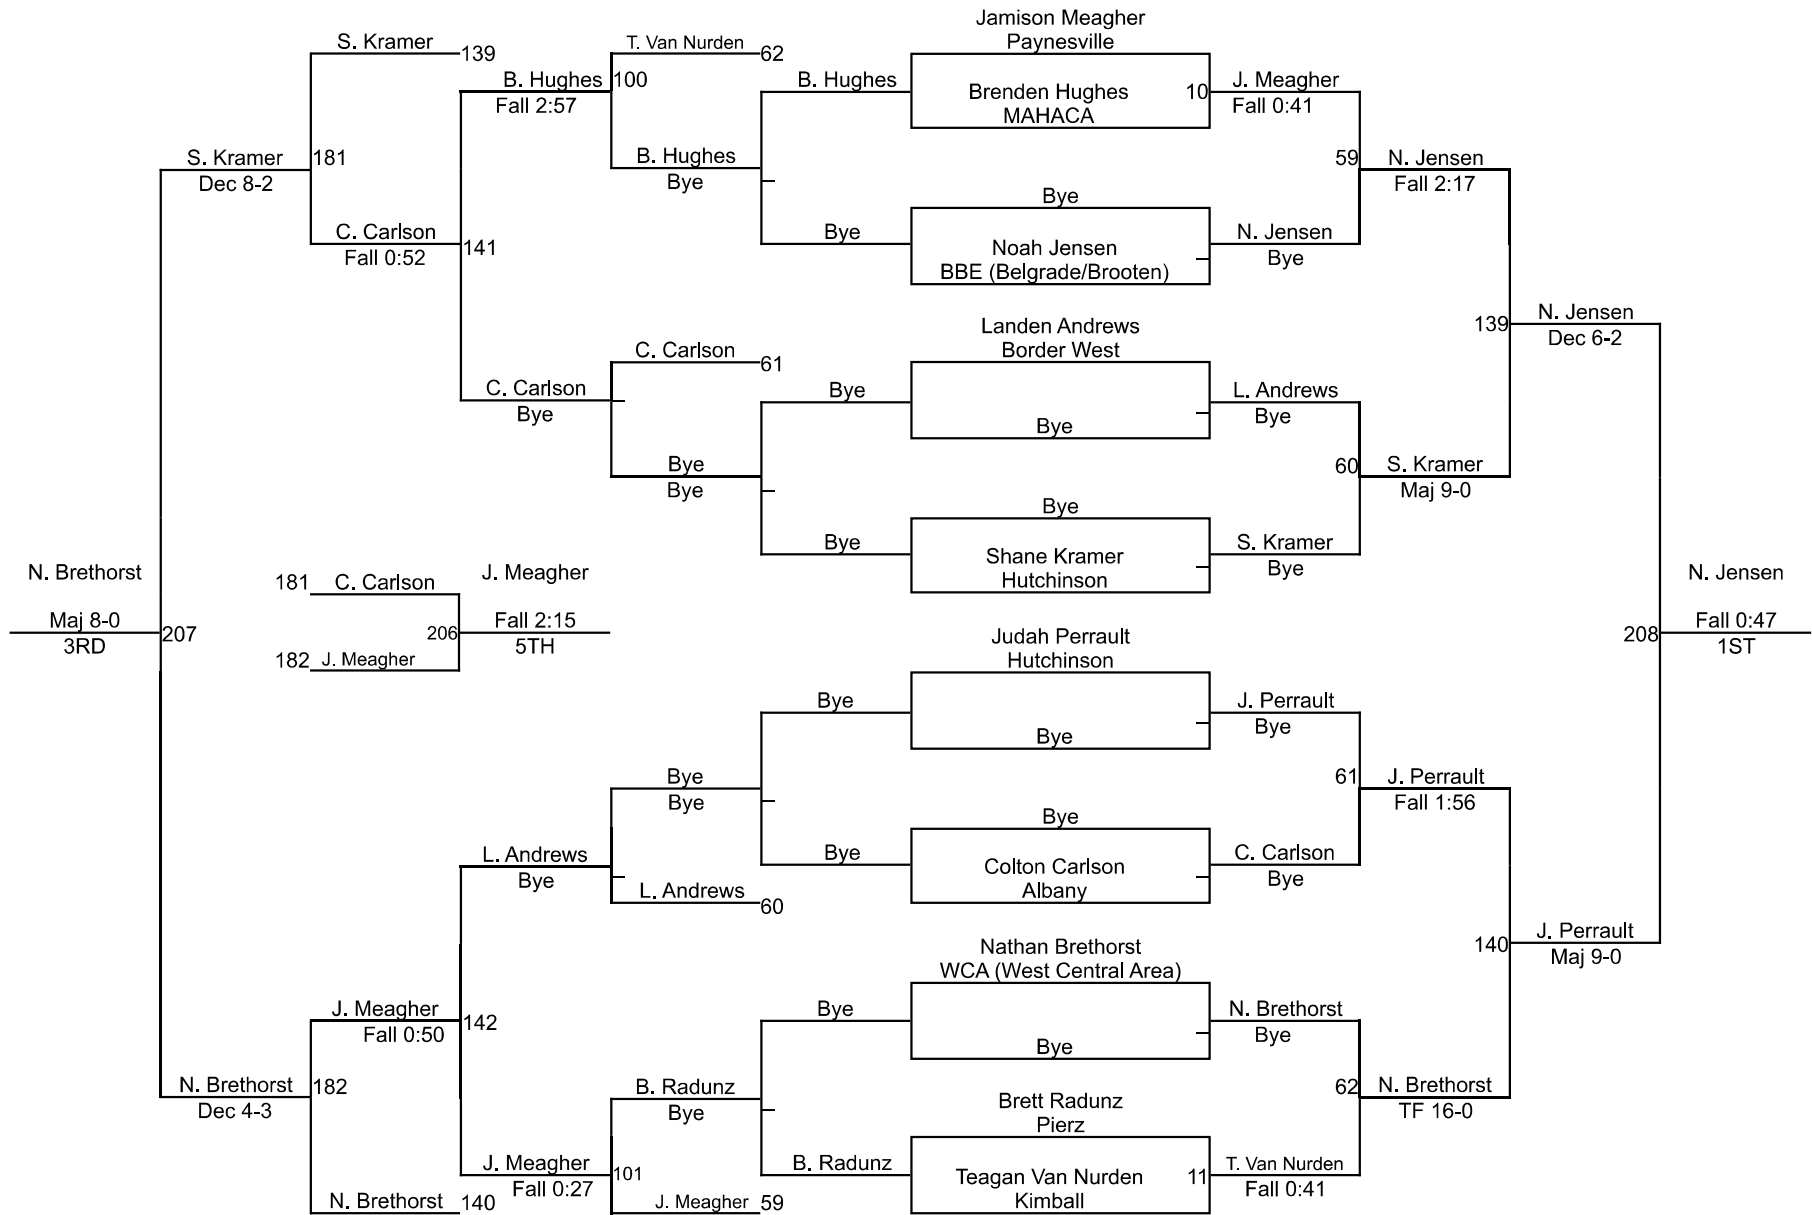 Jamison Meagher
Paynesville
S. Kramer
139
T. Van Nurden
62
B. Hughes
100
Fall 2:57
B. Hughes
Brenden Hughes
MAHACA
10
J. Meagher
Fall 0:41
S. Kramer
181
Dec 8-2
B. Hughes
Bye
59
N. Jensen
Fall 2:17
Bye
C. Carlson
141
Fall 0:52
Bye
Noah Jensen
BBE (Belgrade/Brooten)
N. Jensen
Bye
Landen Andrews
Border West
139
N. Jensen
Dec 6-2
C. Carlson
61
C. Carlson
Bye
Bye
Bye
L. Andrews
Bye
Bye
Bye
60
S. Kramer
Maj 9-0
Bye
Bye
Shane Kramer
Hutchinson
S. Kramer
Bye
N. Brethorst
Maj 8-0
3RD
207
181
C. Carlson
182
J. Meagher
206
J. Meagher
Fall 2:15
5TH
N. Jensen
208
Fall 0:47
1ST
Judah Perrault
Hutchinson
Bye
Bye
J. Perrault
Bye
Bye
Bye
61
J. Perrault
Fall 1:56
Bye
Bye
Colton Carlson
Albany
C. Carlson
Bye
L. Andrews
Bye
L. Andrews
60
Nathan Brethorst
WCA (West Central Area)
140
J. Perrault
Maj 9-0
J. Meagher
142
Fall 0:50
Bye
Bye
N. Brethorst
Bye
N. Brethorst
182
Dec 4-3
B. Radunz
Bye
Brett Radunz
Pierz
62
N. Brethorst
TF 16-0
J. Meagher
101
Fall 0:27
B. Radunz
Teagan Van Nurden
Kimball
11
T. Van Nurden
Fall 0:41
N. Brethorst
140
J. Meagher
59